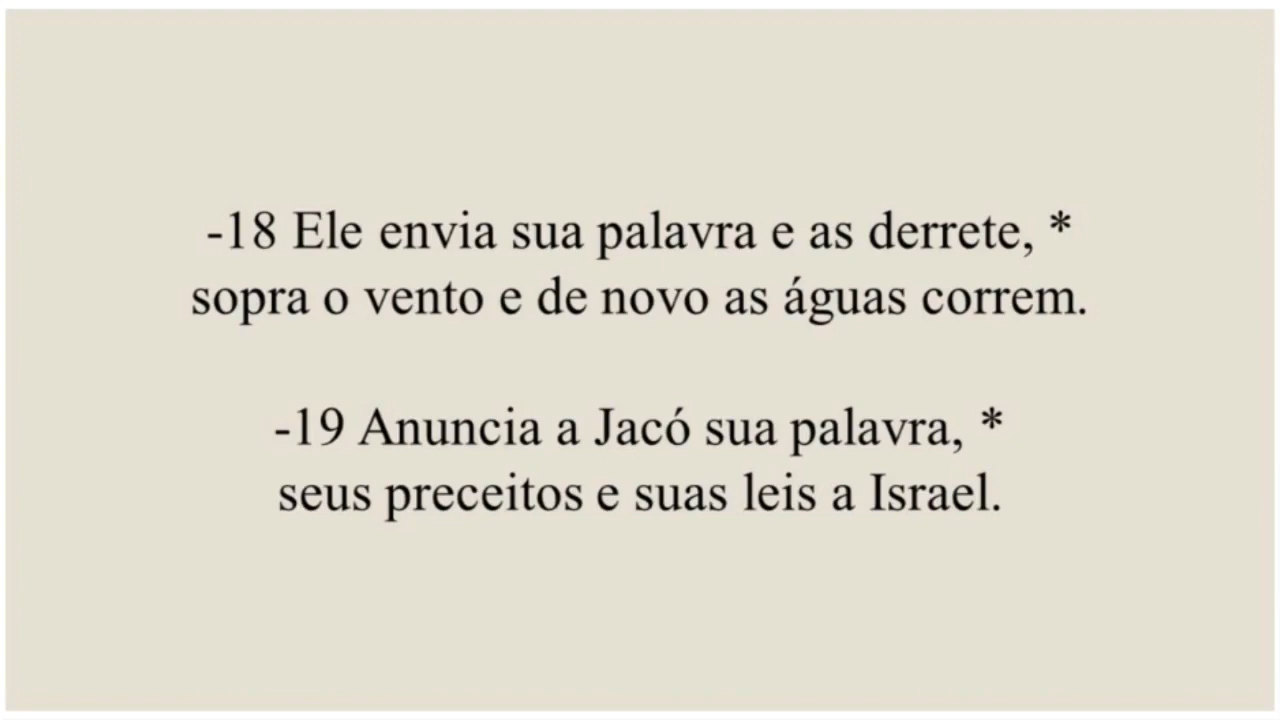 -18 Ele envia sua palavra e as derrete, *
sopra o vento e de novo as águas correm.
-19 Anuncia a Jacó sua palavra, *
seus preceitos e suas leis a Israel.